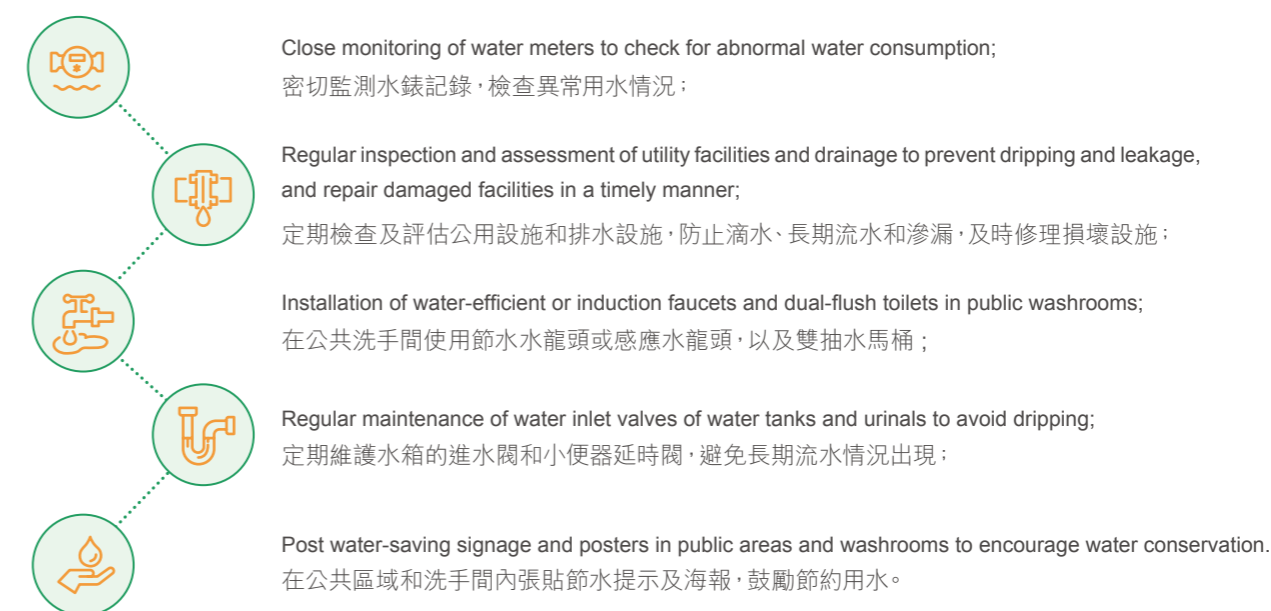 Close monitoring of water meters to check for abnormal water consumption;
密切監測水錶記錄，檢查異常用水情況；
Regular inspection and assessment of utility facilities and drainage to prevent dripping and leakage,
and repair damaged facilities in a timely manner;
定期檢查及評估公用設施和排水設施，防止滴水、長期流水和滲漏，及時修理損壞設施；
Installation of water-efficient or induction faucets and dual-flush toilets in public washrooms;
在公共洗手間使用節水水龍頭或感應水龍頭，以及雙抽水馬桶；
Regular maintenance of water inlet valves of water tanks and urinals to avoid dripping;
定期維護水箱的進水閥和小便器延時閥，避免長期流水情況出現；
Post water-saving signage and posters in public areas and washrooms to encourage water conservation.
在公共區域和洗手間內張貼節水提示及海報，鼓勵節約用水。